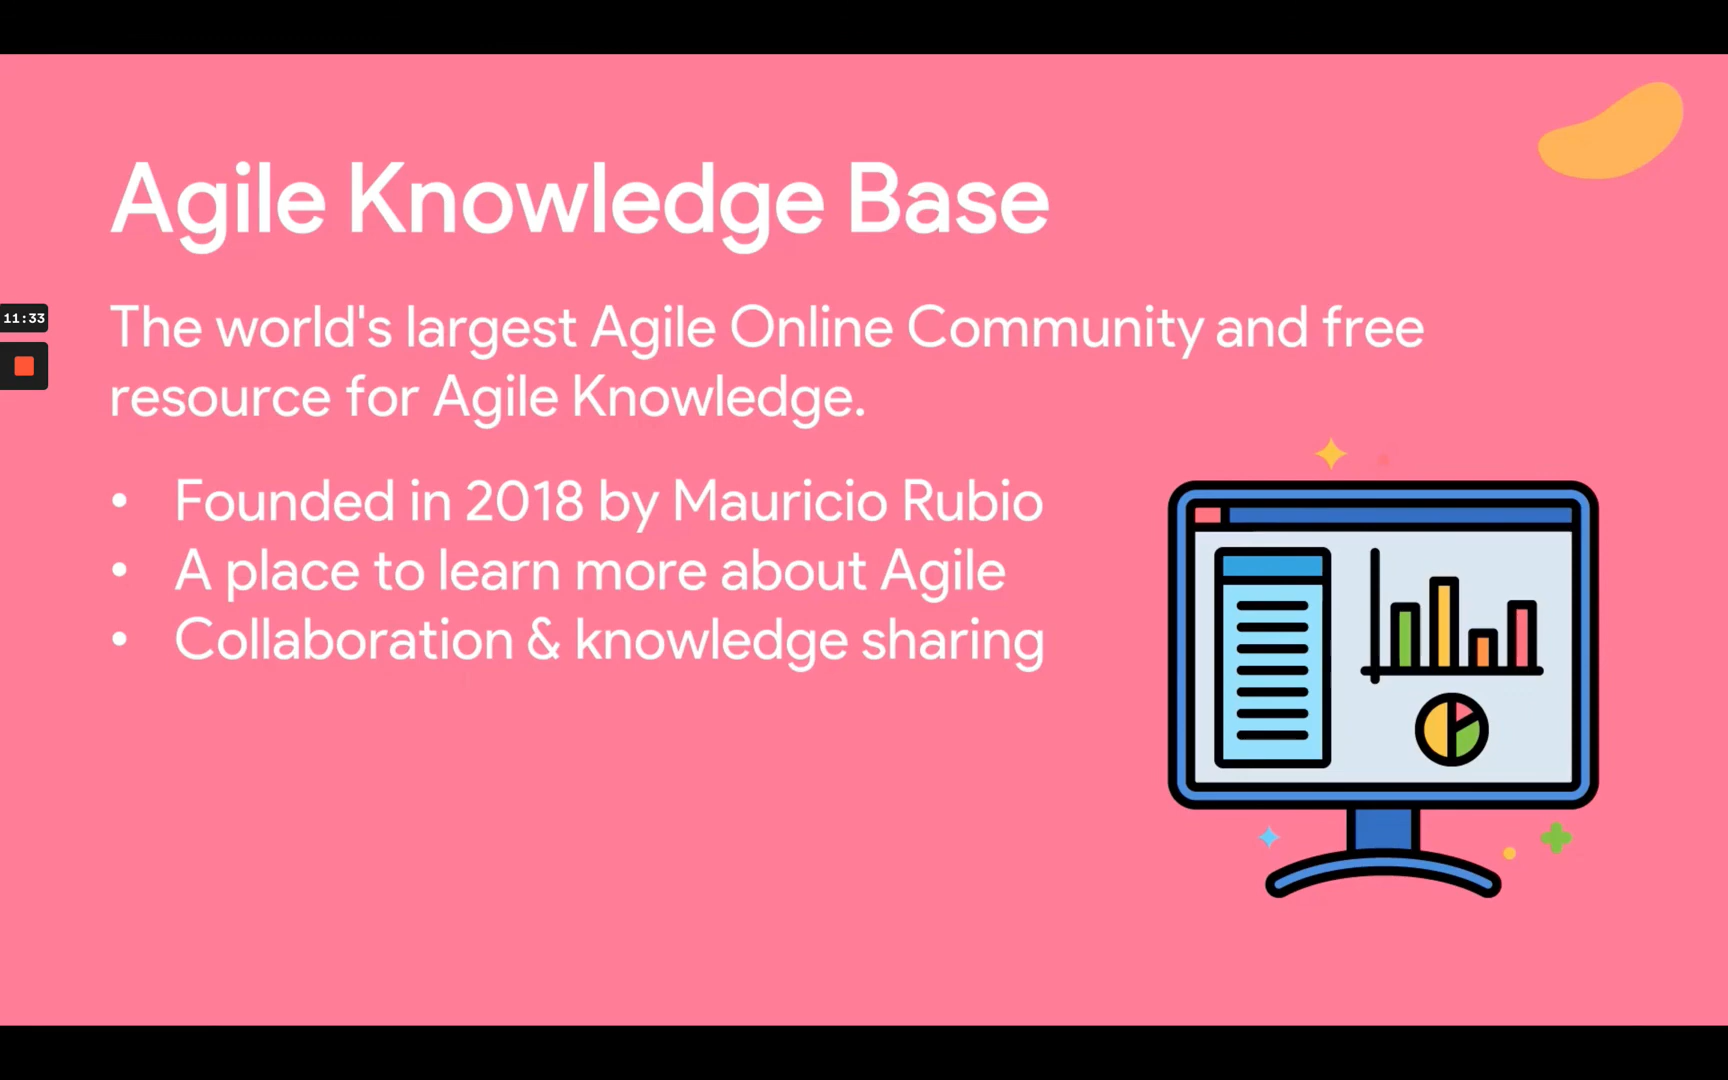 Agile Knowledge Base
11:33
The world's largest Agile Online Community and free
resource for Agile Knowledge.
• Founded in 2018 by Mauricio Rubio
• A place to learn more about Agile
• Collaboration & knowledge sharing